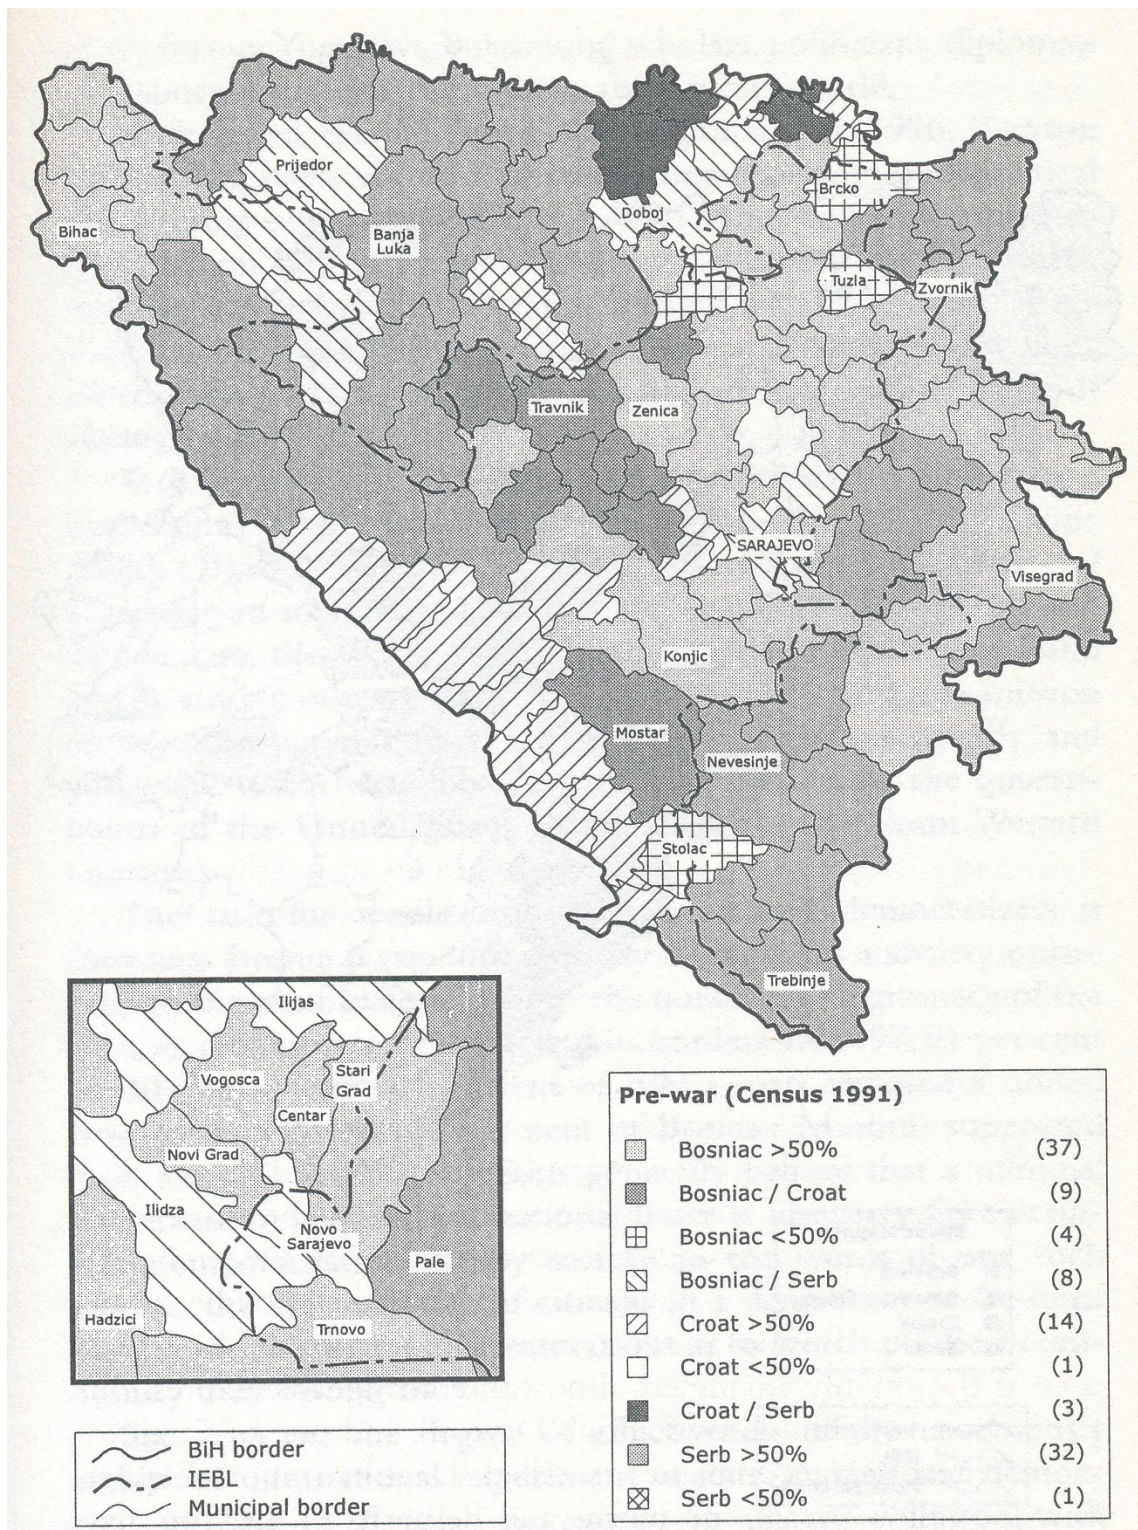 Prijedor
Brcko
Doboj
Bihac
Banja
Luka
Tuzla
Zvornik
Travnik
Zenica
SARAJEVO
Visegrad
Konjic
Mostar
Nevesinje
Stolac
Trebinje
Ilijas
Vogosca
Stari
Grad
Centar
Novi Grad
Ilidza
Novo
Sarajevo
Pale
Hadzici
Trnovo
Pre-war (Census 1991)
Bosniac >50% (37)
Bosniac / Croat (9)
Bosniac <50% (4)
Bosniac / Serb (8)
Croat >50% (14)
Croat <50% (1)
Croat / Serb (3)
Serb >50% (32)
Serb <50% (1)
BiH border
IEBL
Municipal border